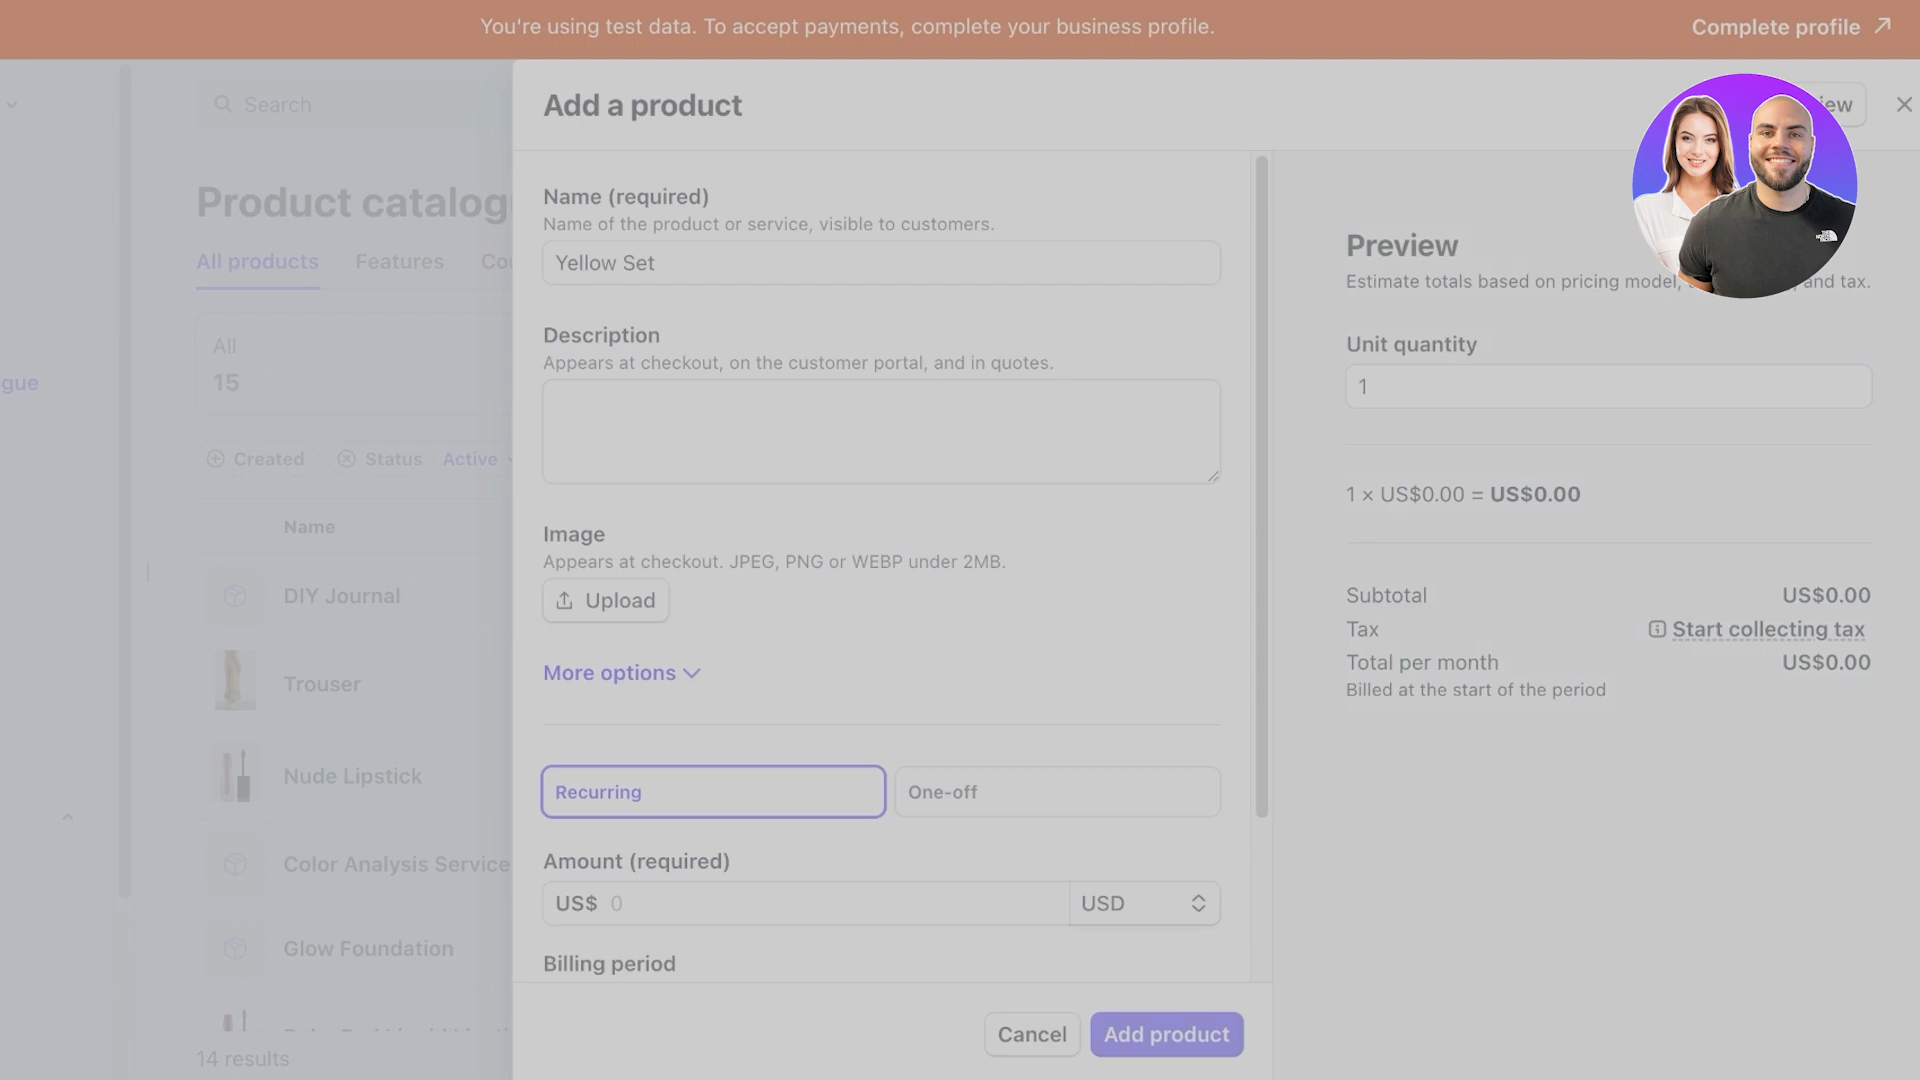 You're using test data. To accept payments, complete your business profile.
Complete profile
Search
Add a product
Product catalog
Name (required)
Name of the product or service, visible to customers.
Yellow Set
All products
Features
Description
Appears at checkout, on the customer portal, and in quotes.
All
15
gue
Created
Status
Active
Name
Image
Appears at checkout. JPEG, PNG or WEBP under 2MB.
Upload
DIY Journal
More options
Trouser
Nude Lipstick
Recurring
One-off
Color Analysis Service
Amount (required)
US$ 0
USD
Glow Foundation
Billing period
14 results
Cancel
Add product
Preview
Estimate totals based on pricing model, and tax.
Unit quantity
1
1 × US$0.00 = US$0.00
Subtotal
US$0.00
Tax
Start collecting tax
Total per month
US$0.00
Billed at the start of the period